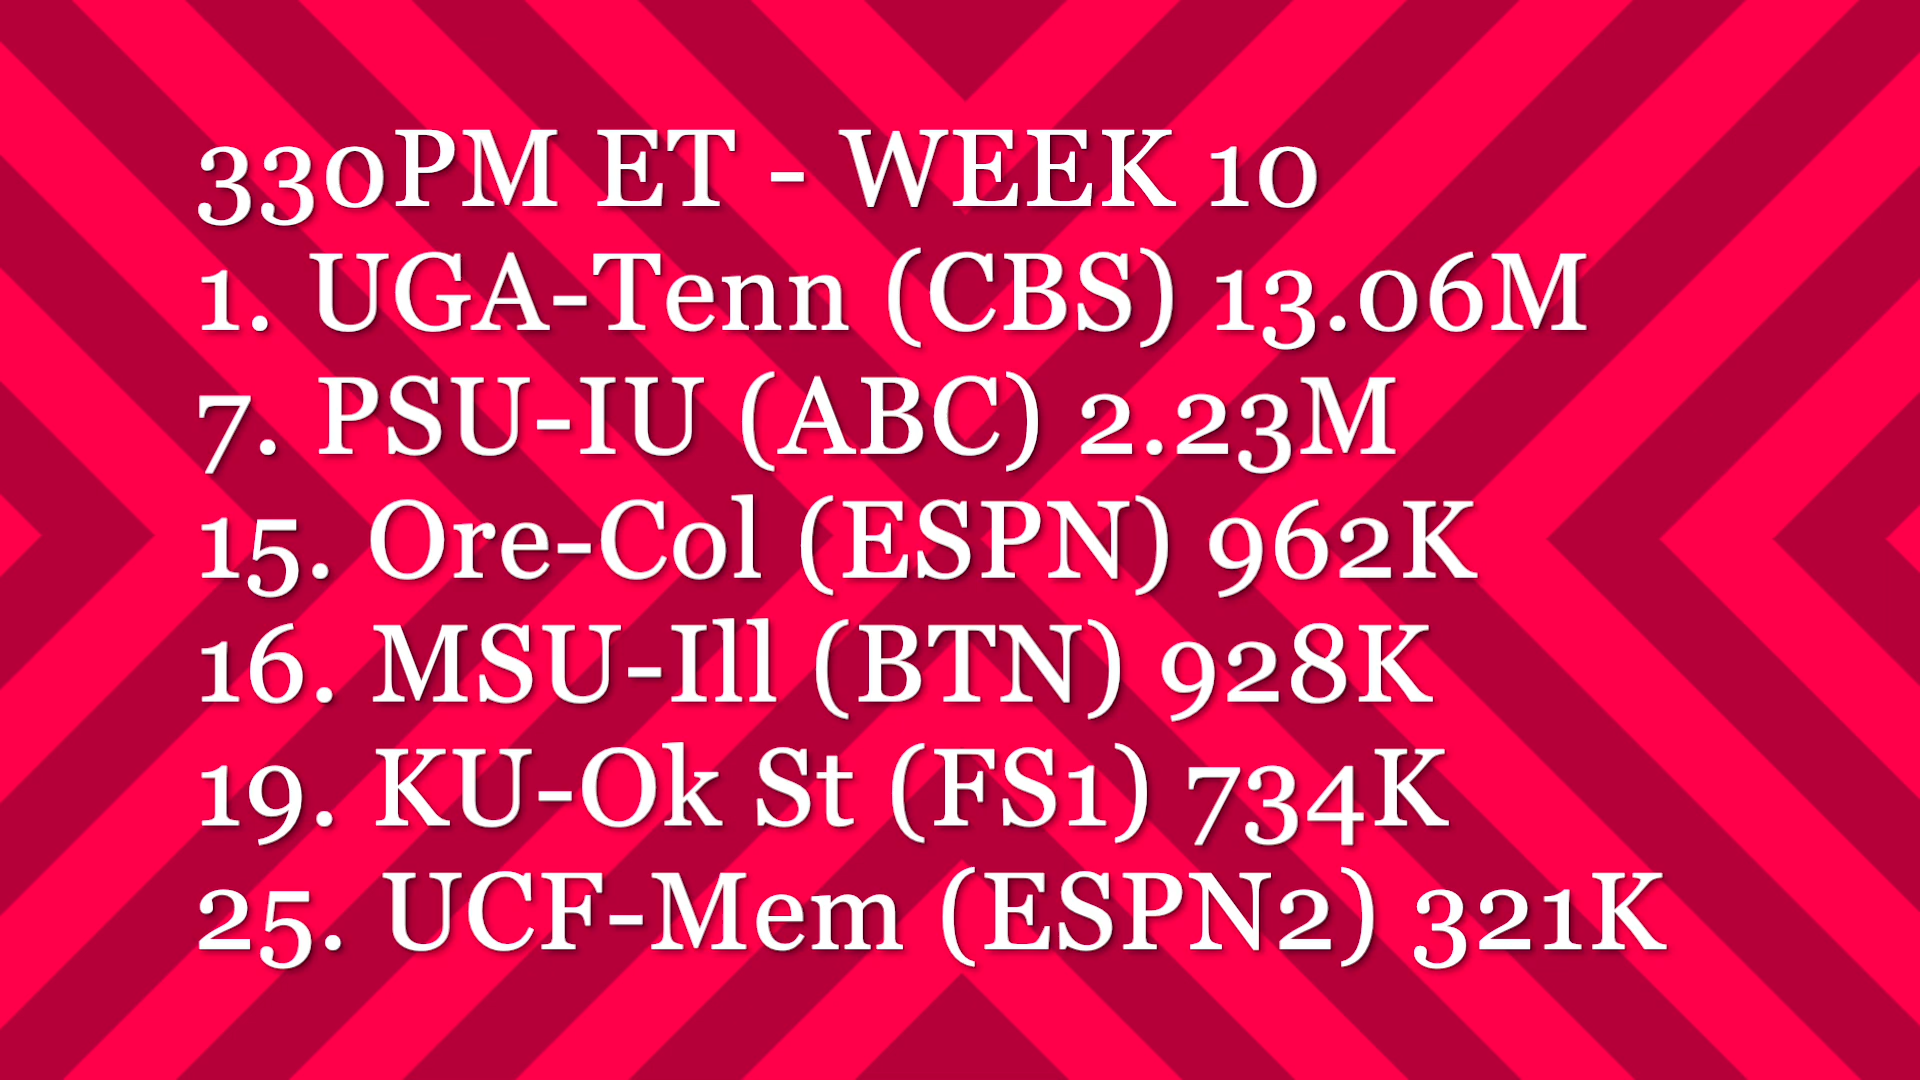 330PM ET - WEEK 10
1. UGA-Tenn (CBS) 13.06M
7. PSU-IU (ABC) 2.23M
15. Ore-Col (ESPN) 962K
16. MSU-Ill (BTN) 928K
19. KU-Ok St (FS1) 734K
25. UCF-Mem (ESPN2) 321K